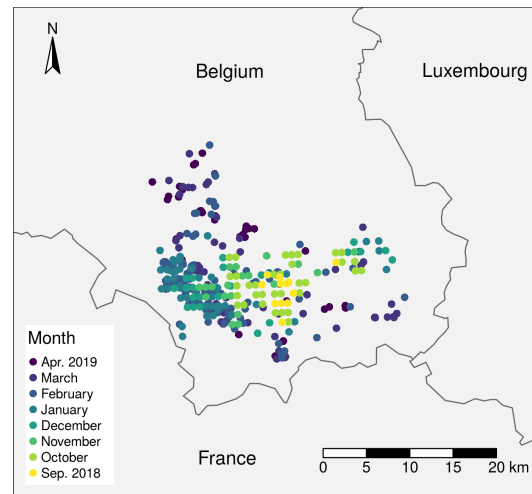 N
Belgium
Luxembourg
Month
Apr. 2019
March
February
January
December
November
October
Sep. 2018
France
0 5 10 15 20 km